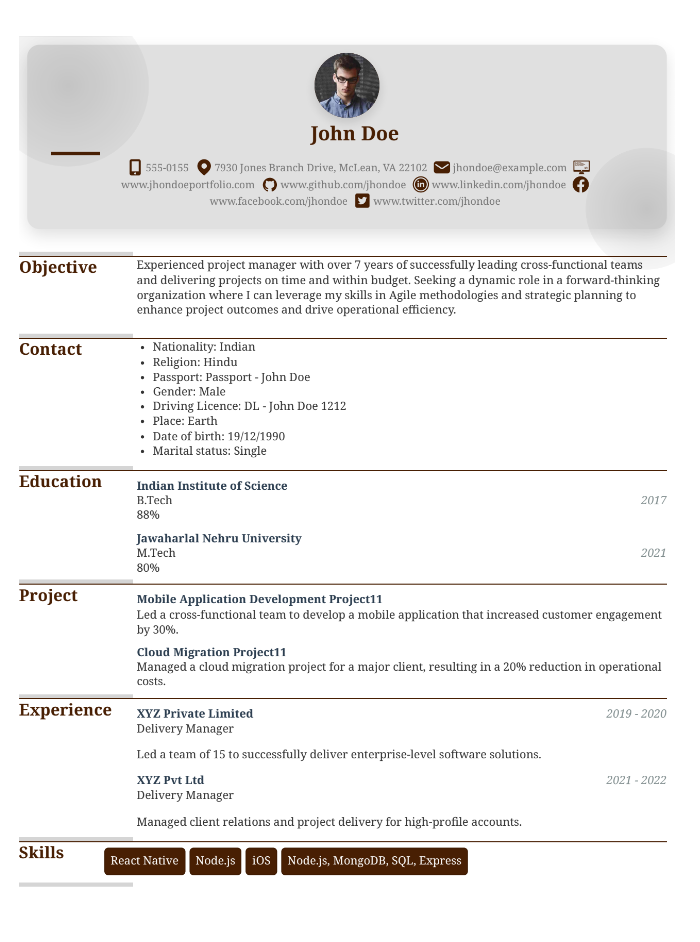 John Doe
555-0155 7930 Jones Branch Drive, McLean, VA 22102 jhondoe@example.com
www.jhondoeportfolio.com www.github.com/jhondoe www.linkedin.com/jhondoe
www.facebook.com/jhondoe www.twitter.com/jhondoe
Objective
Experienced project manager with over 7 years of successfully leading cross-functional teams
and delivering projects on time and within budget. Seeking a dynamic role in a forward-thinking
organization where I can leverage my skills in Agile methodologies and strategic planning to
enhance project outcomes and drive operational efficiency.
Contact
• Nationality: Indian
• Religion: Hindu
• Passport: Passport - John Doe
• Gender: Male
• Driving Licence: DL - John Doe 1212
• Place: Earth
• Date of birth: 19/12/1990
• Marital status: Single
Education
Indian Institute of Science
B.Tech 2017
88%
Jawaharlal Nehru University
M.Tech 2021
80%
Project
Mobile Application Development Project11
Led a cross-functional team to develop a mobile application that increased customer engagement
by 30%.
Cloud Migration Project11
Managed a cloud migration project for a major client, resulting in a 20% reduction in operational
costs.
Experience
XYZ Private Limited 2019 - 2020
Delivery Manager
Led a team of 15 to successfully deliver enterprise-level software solutions.
XYZ Pvt Ltd 2021 - 2022
Delivery Manager
Managed client relations and project delivery for high-profile accounts.
Skills
React Native Node.js iOS Node.js, MongoDB, SQL, Express